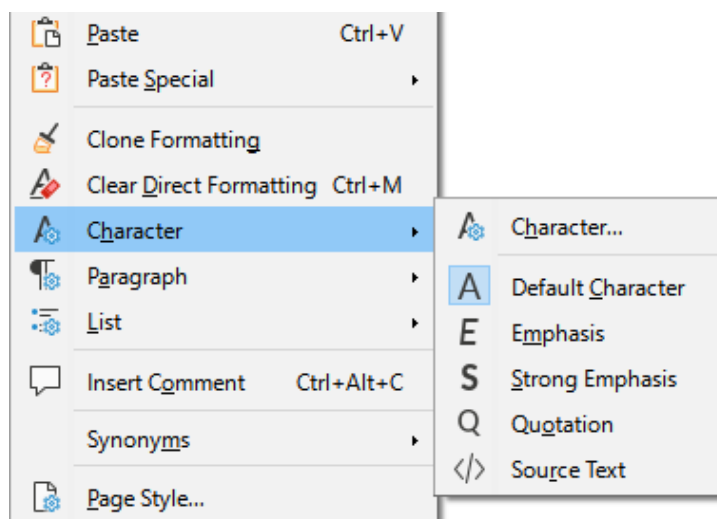 Paste Ctrl+V
Paste Special
Clone Formatting
Clear Direct Formatting Ctrl+M
Character
Paragraph
List
Insert Comment Ctrl+Alt+C
Synonyms
Page Style...
Character...
A Default Character
E Emphasis
S Strong Emphasis
Q Quotation
</> Source Text